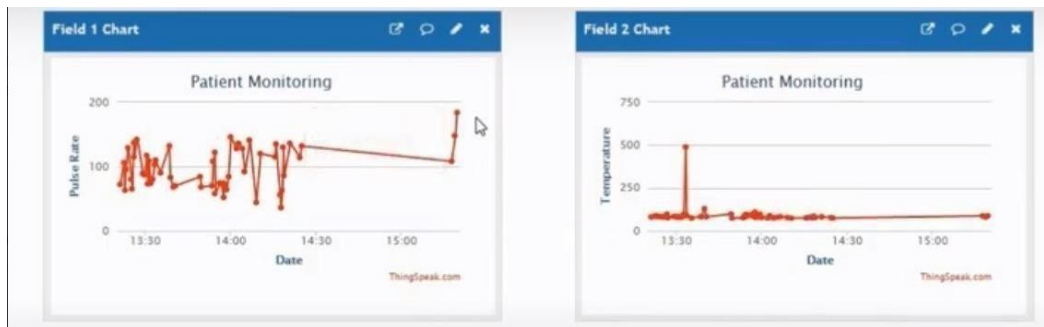 Field 1 Chart
Patient Monitoring
200
100
0
Pulse Rate
13:30 14:00 14:30 15:00
Date
ThingSpeak.com
Field 2 Chart
Patient Monitoring
750
500
250
0
Temperature
13:30 14:00 14:30 15:00
Date
ThingSpeak.com